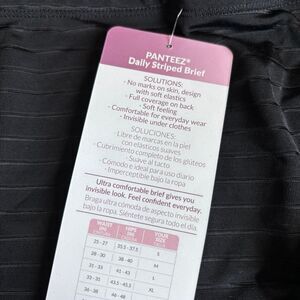 PANTEEZ®
Daily Striped Brief
SOLUTIONS:
- No marks on skin, design
with soft elastics
- Full coverage on back
- Soft feeling
- Comfortable for everyday wear
- Invisible under clothes
SOLUCIONES:
- Libre de marcas en la piel
con elásticos suaves
- Cubrimiento completo de los glúteos
- Suave al tacto
- Cómodo e ideal para uso diario
- Imperceptible bajo la ropa
Ultra comfortable brief gives you
invisible look. Feel confident everyday.
Braga ultra cómoda de aspecto invisible
bajo la ropa. Siéntete segura todo el día.
WAIST HIPS YOUR
(IN) (IN) SIZE
25 - 27 35.5 - 37.5 S
28 - 30 38 - 40 M
31 - 33 41 - 43 L
XL
36 - 38